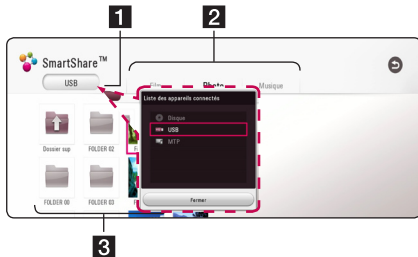 1
2
SmartShare™
USB
Photo
Musique
Liste des appareils connectés
Disque
USB
MTP
Dossier sup
FOLDER 02
FOLDER 00
FOLDER 03
Fermer
3